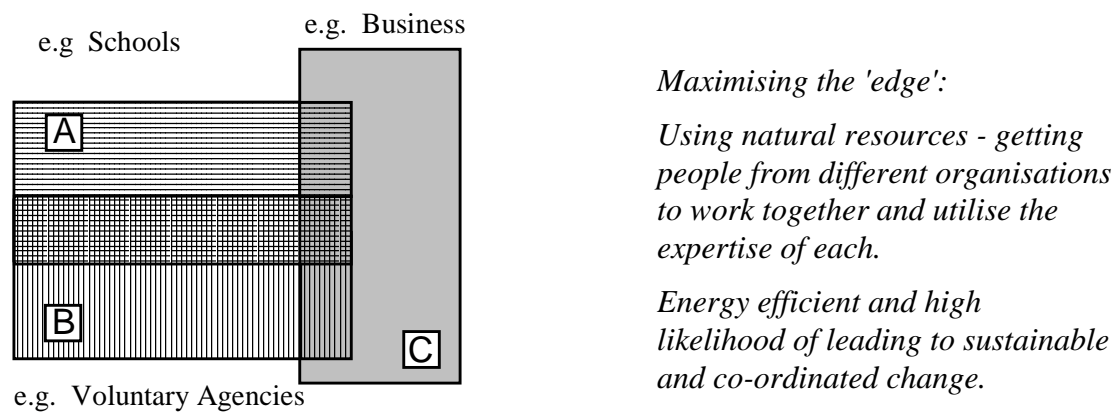 e.g. Business
e.g Schools
A
B
C
e.g. Voluntary Agencies
Maximising the 'edge':
Using natural resources - getting
people from different organisations
to work together and utilise the
expertise of each.
Energy efficient and high
likelihood of leading to sustainable
and co-ordinated change.